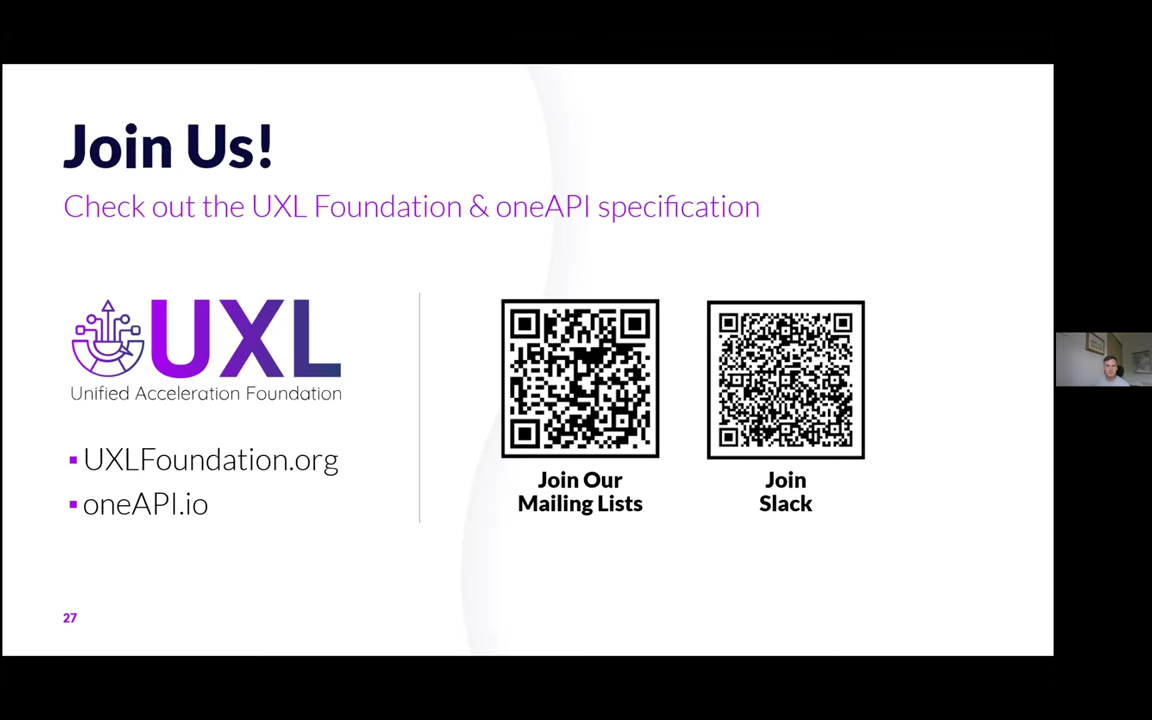 Join Us!
Check out the UXL Foundation & oneAPI specification
UXL
Unified Acceleration Foundation
▪ UXLFoundation.org
▪ oneAPI.io
Join Our
Mailing Lists
Join
Slack
27